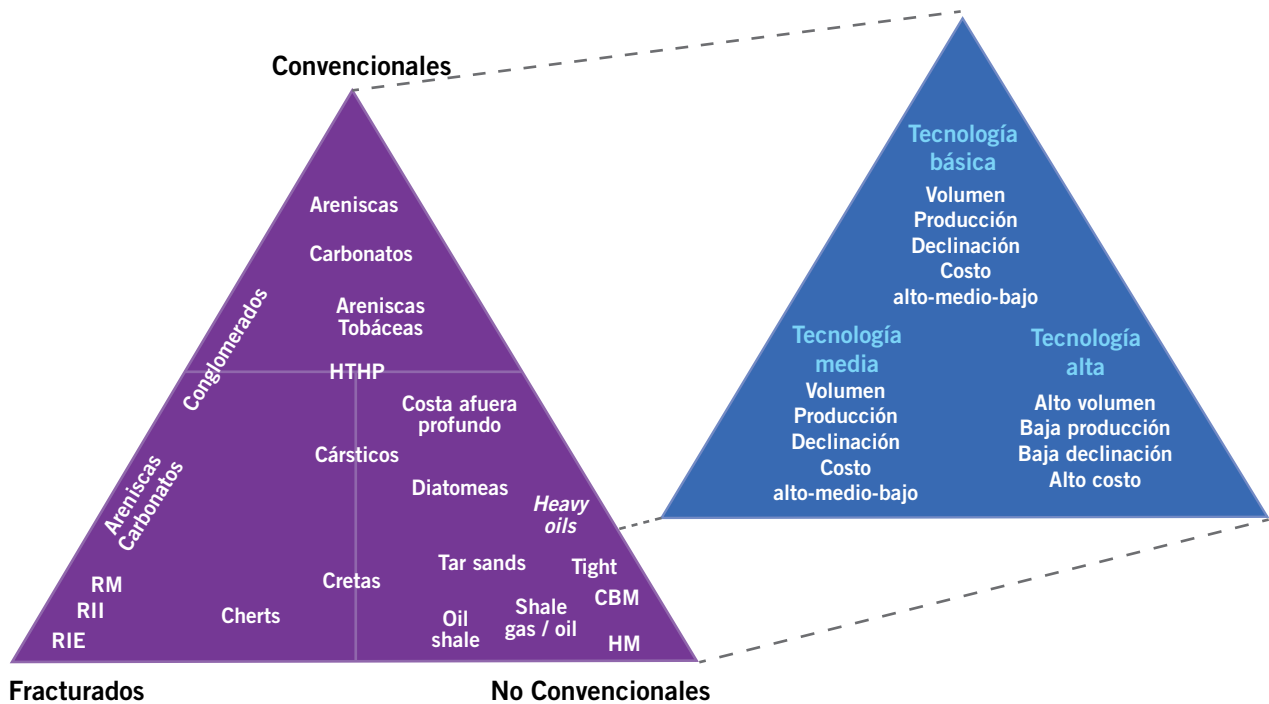 Convencionales
Areniscas
Carbonatos
Areniscas
Tobáceas
Conglomerados
HTHP
Costa afuera
profundo
Cársticos
Diatomeas
Heavy
oils
Areniscas
Carbonatos
Tar sands
Tight
RM
Cretas
CBM
RII
Cherts
Oil
shale
Shale
gas / oil
RIE
HM
Fracturados
No Convencionales
Tecnología
básica
Volumen
Producción
Declinación
Costo
alto-medio-bajo
Tecnología
media
Volumen
Producción
Declinación
Costo
alto-medio-bajo
Tecnología
alta
Alto volumen
Baja producción
Baja declinación
Alto costo